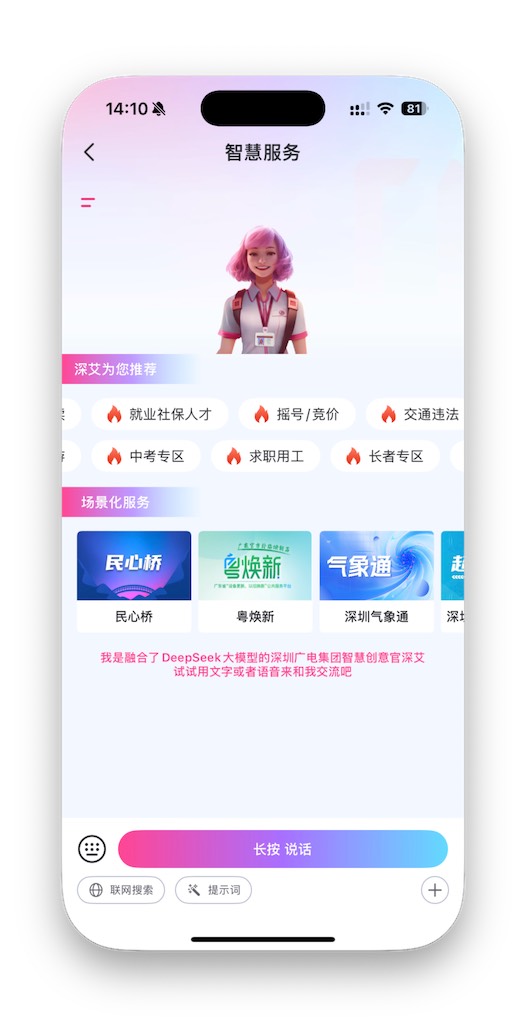 14:10
81
智慧服务
深艾为您推荐
就业社保人才
摇号/竞价
交通违法
中考专区
求职用工
长者专区
场景化服务
民心桥
粤焕新
气象通
民心桥
粤焕新
深圳气象通
我是融合了DeepSeek大模型的深圳广电集团智慧创意官深艾
试试用文字或者语音来和我交流吧
长按 说话
联网搜索
提示词